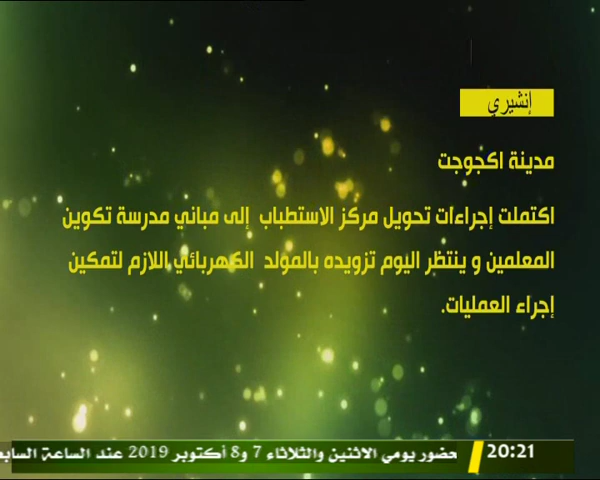 إنشيري
مدينة اكجوجت
اكتملت إجراءات تحويل مركز الاستطباب إلى مباني مدرسة تكوين
المعلمين و ينتظر اليوم تزويده بالمولد الكهربائي اللازم لتمكين
إجراء العمليات.
20:21
حضور يومي الاثنين والثلاثاء 7 و8 أكتوبر 2019 عند الساعة